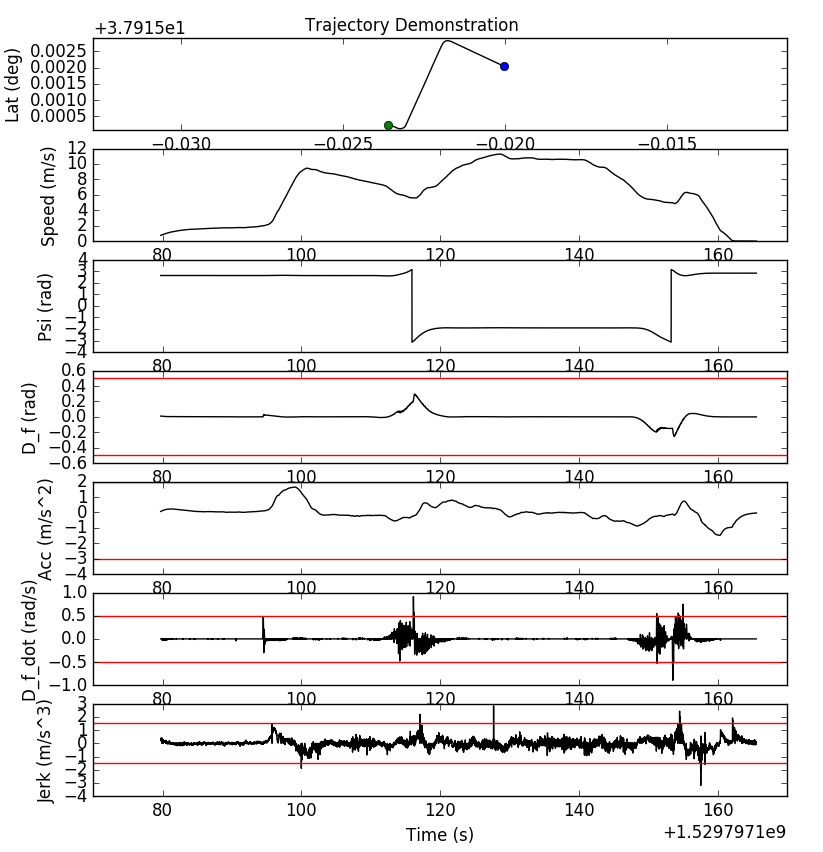 Trajectory Demonstration
+3.7915e1
Lat (deg)
0.0025
0.0020
0.0015
0.0010
0.0005
−0.030 −0.025 −0.020 −0.015
Speed (m/s)
12
10
8
6
4
2
0
80 100 120 140 160
Psi (rad)
4
3
2
1
0
−1
−2
−3
−4
80 100 120 140 160
D_f (rad)
0.6
0.4
0.2
0.0
−0.2
−0.4
−0.6
80 100 120 140 160
Acc (m/s^2)
2
1
0
−1
−2
−3
−4
80 100 120 140 160
D_f_dot (rad/s)
1.0
0.5
0.0
−0.5
−1.0
80 100 120 140 160
Jerk (m/s^3)
3
2
1
0
−1
−2
−3
−4
80 100 120 140 160
Time (s)
+1.5297971e9